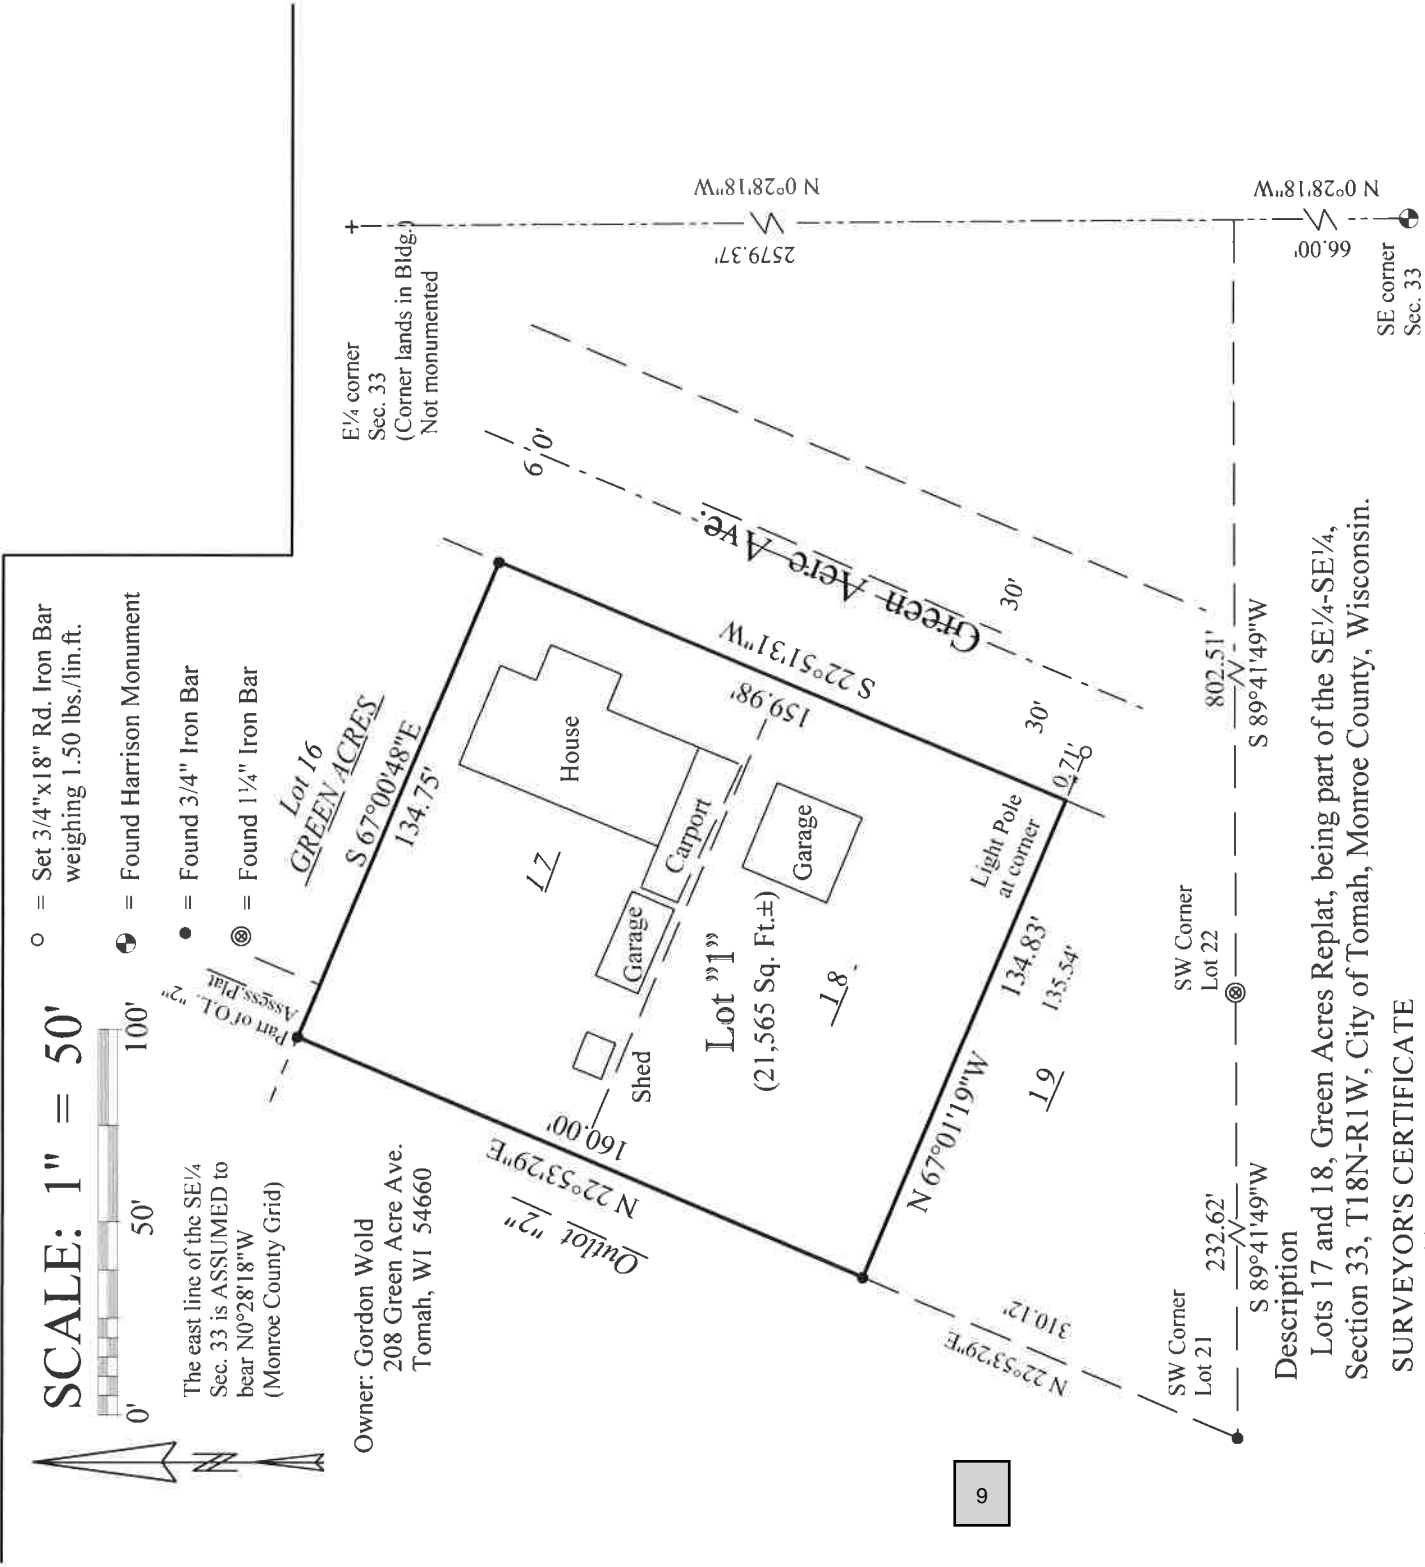 SCALE: 1" = 50'
0'
50'
100'
○ = Set 3/4"x18" Rd. Iron Bar
weighing 1.50 lbs./lin.ft.
= Found Harrison Monument
● = Found 3/4" Iron Bar
= Found 1¼" Iron Bar
N
The east line of the SE¼
Sec. 33 is ASSUMED to
bear N0°28'18"W
(Monroe County Grid)
Owner: Gordon Wold
208 Green Acre Ave.
Tomah, WI 54660
Part of O.L. "2"
Assess. Plat
Lot 16
GREEN ACRES
S 67°00'48"E
134.75'
E¼ corner
Sec. 33
(Corner lands in Bldg.)
Not monumented
N 0°28'18"W
2579.37'
60'
Green Acre Ave.
30'
30'
S 22°51'31"W
159.98'
House
17
Carport
Garage
Garage
Shed
Lot "1"
(21,565 Sq. Ft.±)
18
Outlot "2"
N 22°53'29"E
160.00'
Light Pole
at corner
0.71'
N 67°01'19"W
134.83'
135.54'
19
N 22°53'29"E
310.12'
SW Corner
Lot 21
232.62'
S 89°41'49"W
SW Corner
Lot 22
802.51'
S 89°41'49"W
N 0°28'18"W
66.00'
SE corner
Sec. 33
Description
Lots 17 and 18, Green Acres Replat, being part of the SE¼-SE¼,
Section 33, T18N-R1W, City of Tomah, Monroe County, Wisconsin.
SURVEYOR'S CERTIFICATE
9